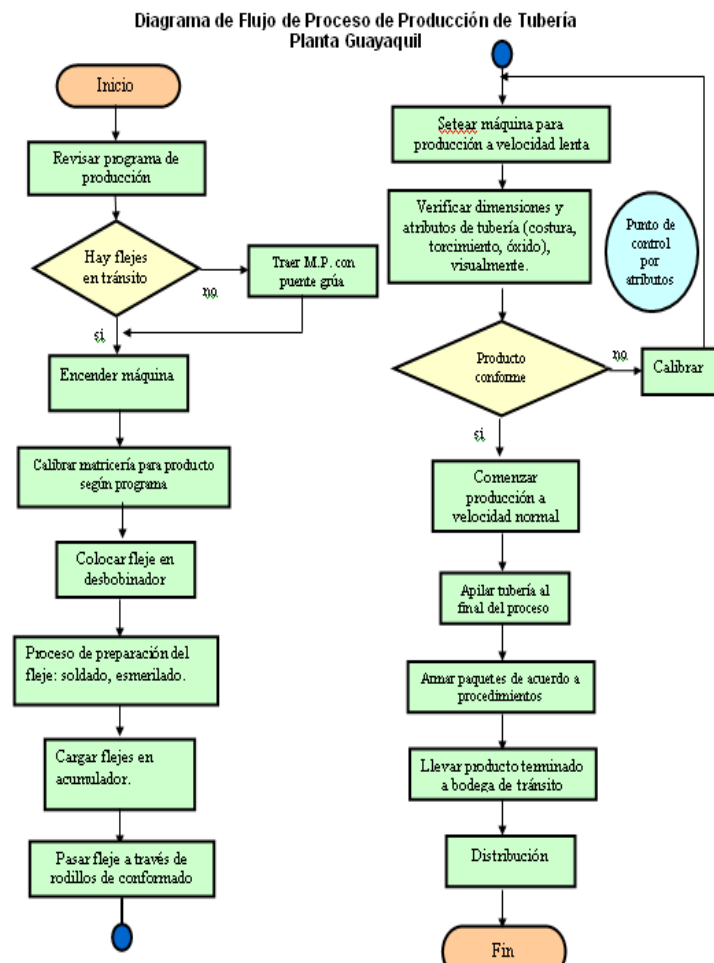 Diagrama de Flujo de Proceso de Producción de Tubería
Planta Guayaquil
Inicio
Revisar programa de
producción
Hay flejes
en tránsito
no
Traer M.P. con
puente grúa
si
Encender máquina
Calibrar matricería para producto
según programa
Colocar fleje en
desbobinador
Proceso de preparación del
fleje: soldado, esmerilado.
Cargar flejes en
acumulador.
Pasar fleje a través de
rodillos de conformado
Setear máquina para
producción a velocidad lenta
Verificar dimensiones y
atributos de tubería (costura,
torcimiento, óxido),
visualmente.
Punto de
control
por
atributos
Producto
conforme
no
Calibrar
si
Comenzar
producción a
velocidad normal
Apilar tubería al
final del proceso
Armar paquetes de acuerdo a
procedimientos
Llevar producto terminado
a bodega de tránsito
Distribución
Fin